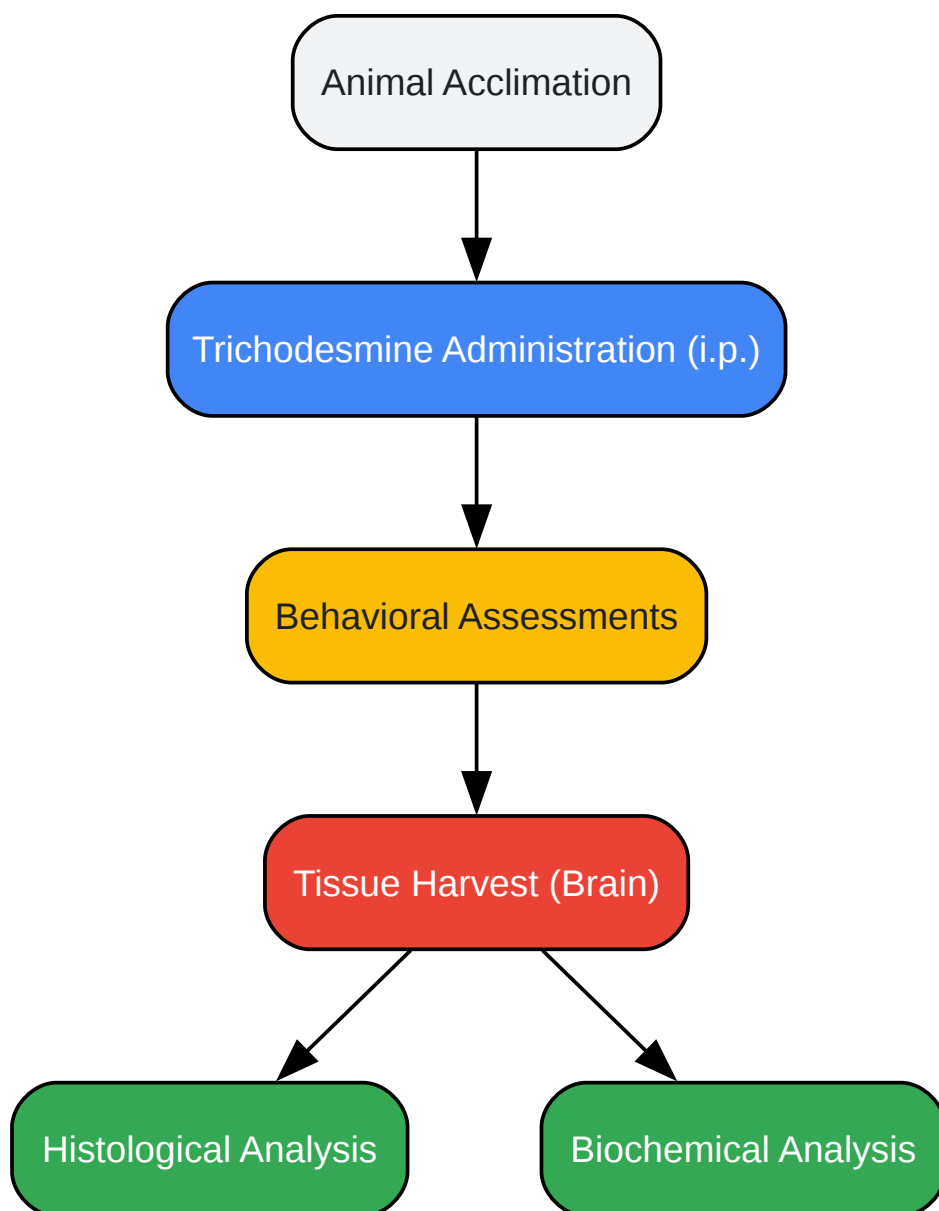 Animal Acclimation
Trichodesmine Administration (i.p.)
Behavioral Assessments
Tissue Harvest (Brain)
Histological Analysis
Biochemical Analysis